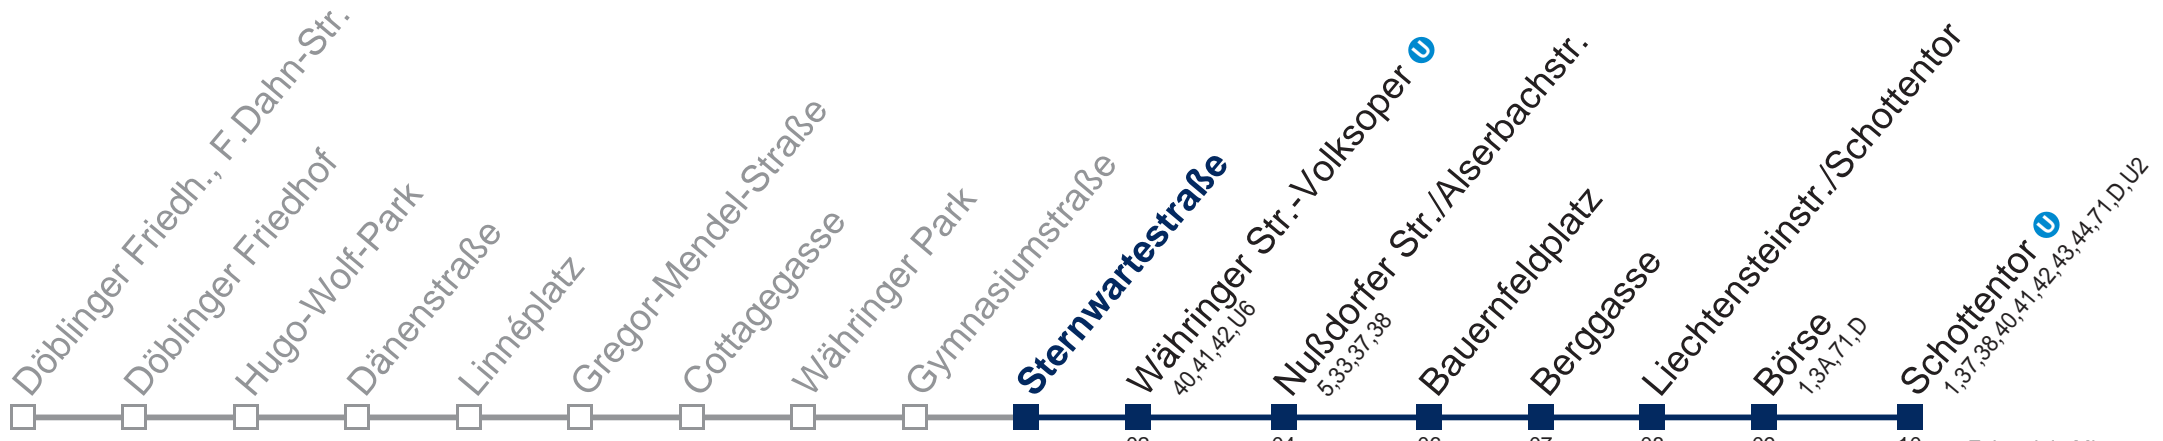 Döblinger Friedh., F.Dahn-Str.
Döblinger Friedhof
Hugo-Wolf-Park
Dänenstraße
Linnéplatz
Gregor-Mendel-Straße
Cottagegasse
Währinger Park
Gymnasiumstraße
Sternwartestraße
Währinger Str.-Volksoper U
40,41,42,U6
Nußdorfer Str./Alserbachstr.
5,33,37,38
Bauernfeldplatz
Berggasse
Liechtensteinstr./Schottentor
Börse
1,3A,71,D
Schottentor U
1,37,38,40,41,42,43,44,71,D,U2